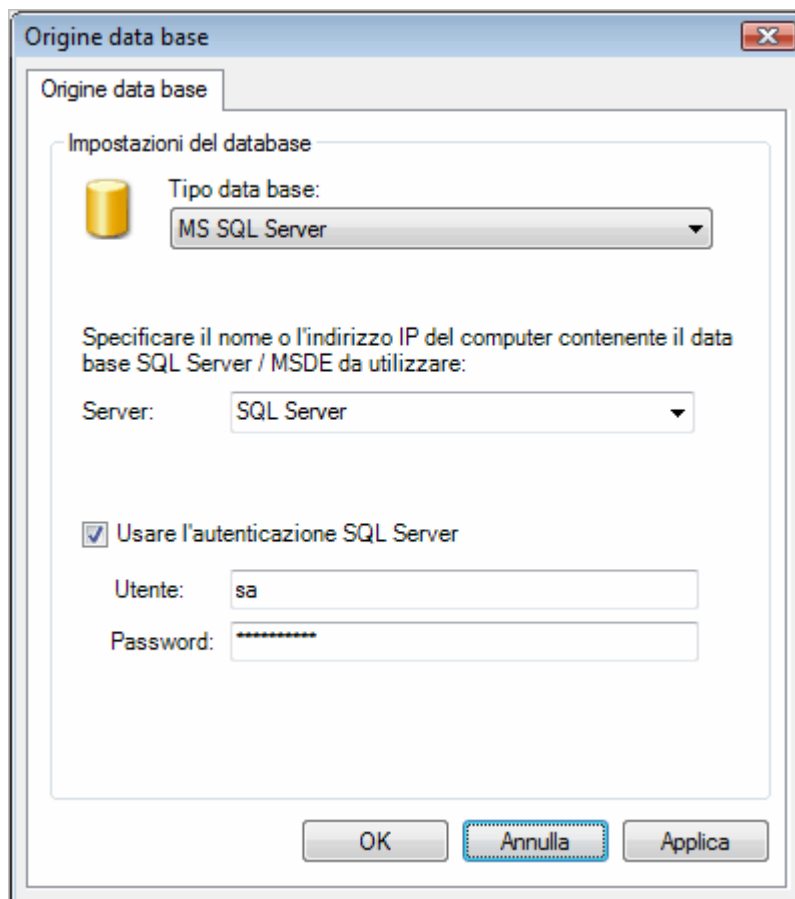 Origine data base
Origine data base
Impostazioni del database
Tipo data base:
MS SQL Server
Specificare il nome o l'indirizzo IP del computer contenente il data
base SQL Server / MSDE da utilizzare:
Server: SQL Server
Usare l'autenticazione SQL Server
Utente: sa
Password: **********
OK Annulla Applica